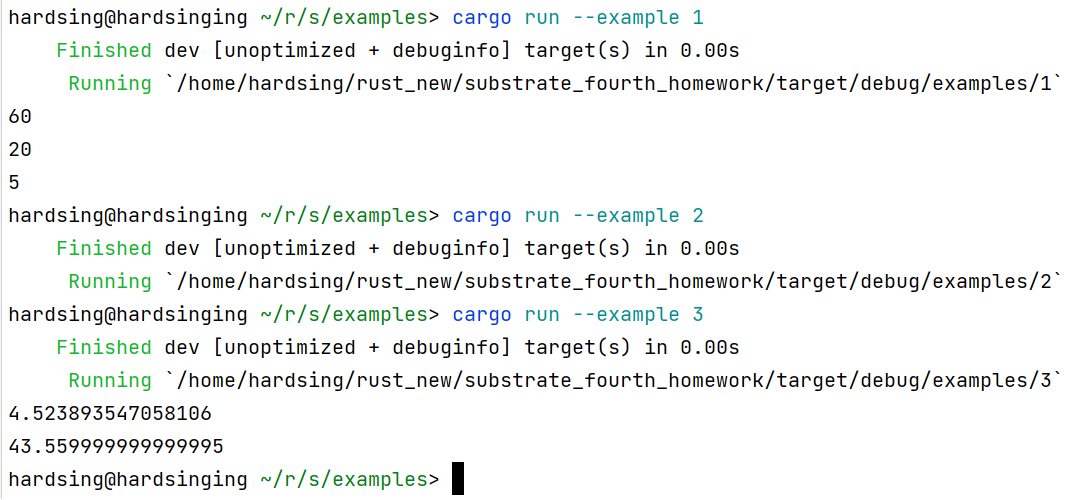 hardsing@hardsinging ~/r/s/examples> cargo run --example 1
    Finished dev [unoptimized + debuginfo] target(s) in 0.00s
     Running `/home/hardsing/rust_new/substrate_fourth_homework/target/debug/examples/1`
60
20
5
hardsing@hardsinging ~/r/s/examples> cargo run --example 2
    Finished dev [unoptimized + debuginfo] target(s) in 0.00s
     Running `/home/hardsing/rust_new/substrate_fourth_homework/target/debug/examples/2`
hardsing@hardsinging ~/r/s/examples> cargo run --example 3
    Finished dev [unoptimized + debuginfo] target(s) in 0.00s
     Running `/home/hardsing/rust_new/substrate_fourth_homework/target/debug/examples/3`
4.523893547058106
43.559999999999995
hardsing@hardsinging ~/r/s/examples>